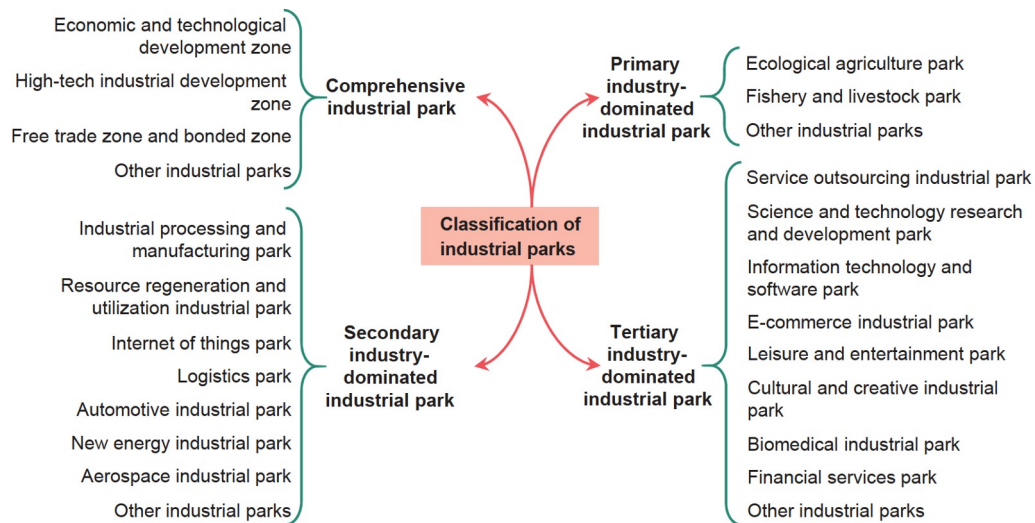 Classification of
industrial parks
Comprehensive
industrial park
Economic and technological
development zone
High-tech industrial development
zone
Free trade zone and bonded zone
Other industrial parks
Primary
industry-
dominated
industrial park
Ecological agriculture park
Fishery and livestock park
Other industrial parks
Secondary
industry-
dominated
industrial park
Industrial processing and
manufacturing park
Resource regeneration and
utilization industrial park
Internet of things park
Logistics park
Automotive industrial park
New energy industrial park
Aerospace industrial park
Other industrial parks
Tertiary
industry-
dominated
industrial park
Service outsourcing industrial park
Science and technology research
and development park
Information technology and
software park
E-commerce industrial park
Leisure and entertainment park
Cultural and creative industrial
park
Biomedical industrial park
Financial services park
Other industrial parks